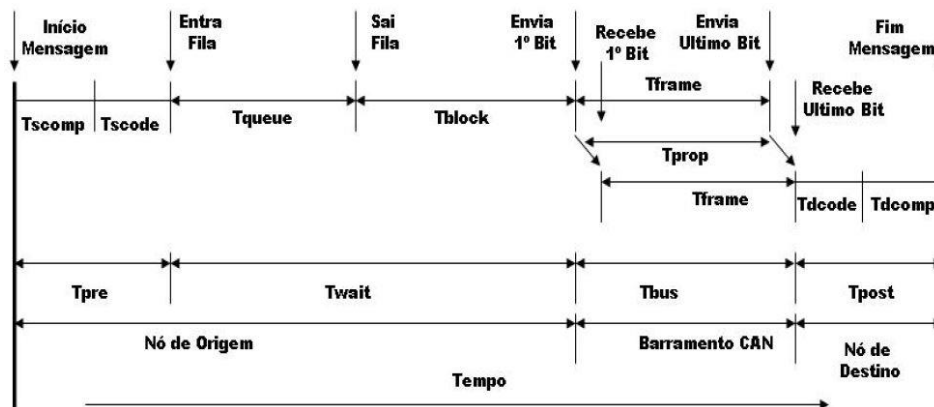 Início
Mensagem
Entra
Fila
Sai
Fila
Envia
1º Bit
Recebe
1º Bit
Envia
Ultimo Bit
Fim
Mensagem
Recebe
Ultimo Bit
Tscomp
Tscode
Tqueue
Tblock
Tframe
Tprop
Tframe
Tdcode
Tdcomp
Tpre
Twait
Tbus
Tpost
Nó de Origem
Barramento CAN
Nó de
Destino
Tempo